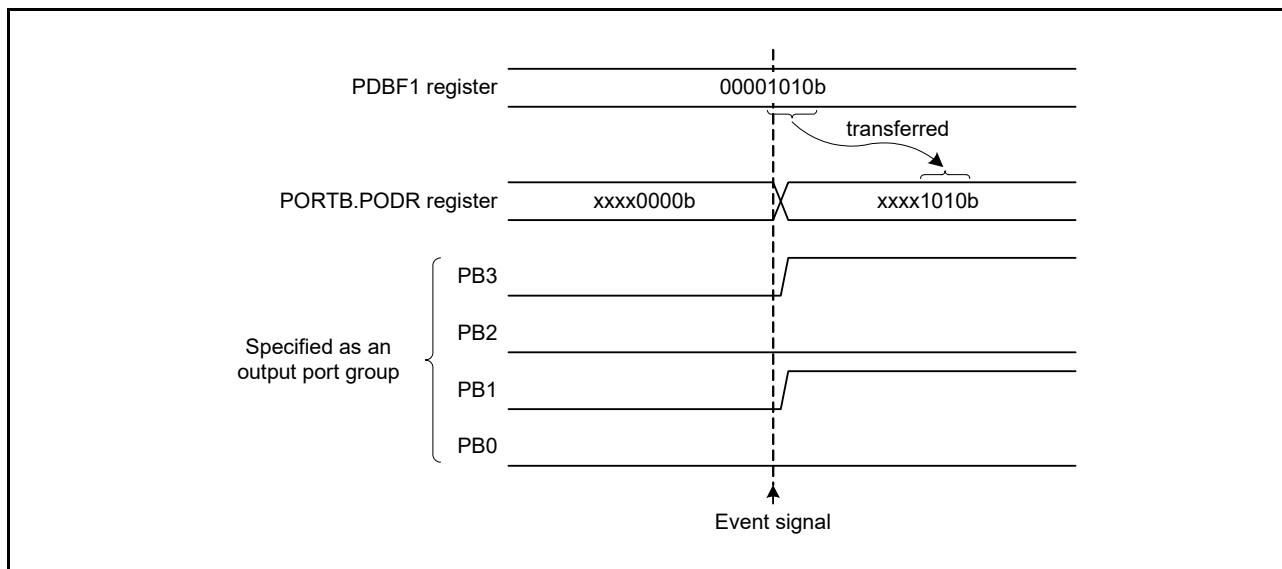 PDBF1 register
00001010b
transferred
PORTB.PODR register
xxxx0000b
xxxx1010b
PB3
PB2
Specified as an
output port group
PB1
PB0
Event signal